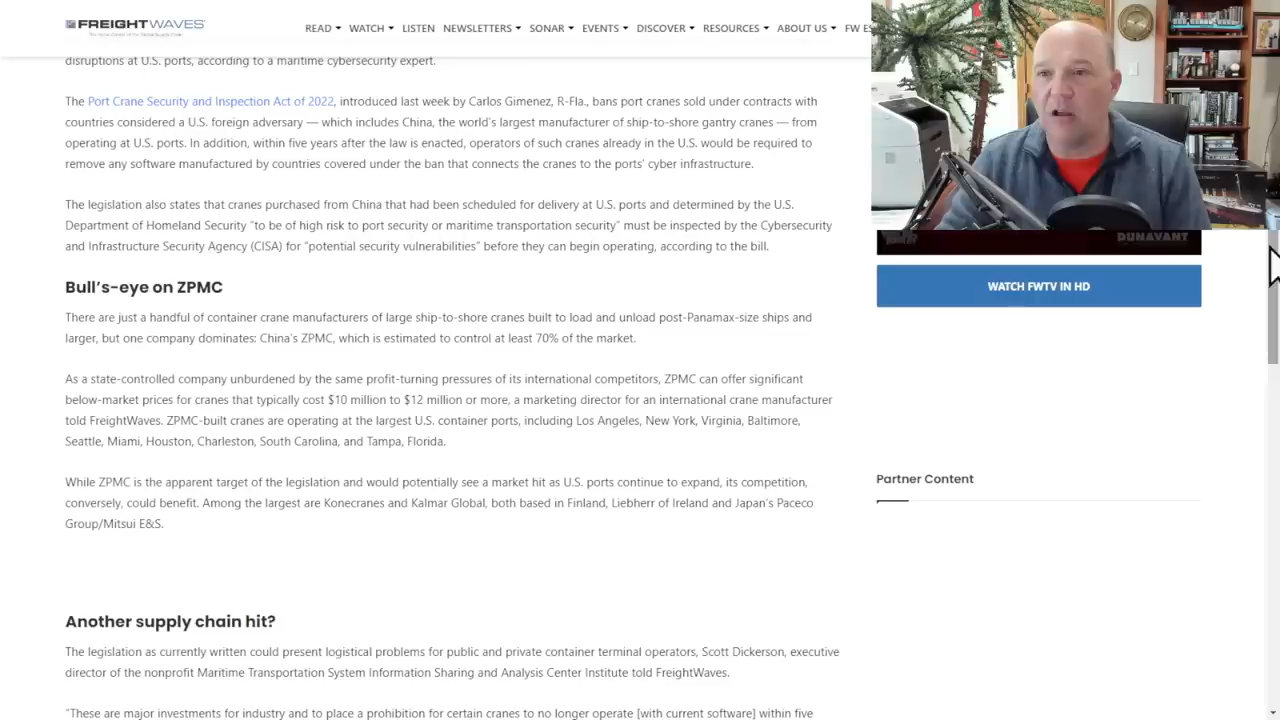 FREIGHTWAVES
READ WATCH LISTEN NEWSLETTERS SONAR EVENTS DISCOVER RESOURCES ABOUT US FW
disruptions at U.S. ports, according to a maritime cybersecurity expert.
The Port Crane Security and Inspection Act of 2022, introduced last week by Carlos Gimenez, R-Fla., bans port cranes sold under contracts with
countries considered a U.S. foreign adversary — which includes China, the world's largest manufacturer of ship-to-shore gantry cranes — from
operating at U.S. ports. In addition, within five years after the law is enacted, operators of such cranes already in the U.S. would be required to
remove any software manufactured by countries covered under the ban that connects the cranes to the ports' cyber infrastructure.
The legislation also states that cranes purchased from China that had been scheduled for delivery at U.S. ports and determined by the U.S.
Department of Homeland Security "to be of high risk to port security or maritime transportation security" must be inspected by the Cybersecurity
and Infrastructure Security Agency (CISA) for "potential security vulnerabilities" before they can begin operating, according to the bill.
DUNAVANT
WATCH FWTV IN HD
Bull's-eye on ZPMC
There are just a handful of container crane manufacturers of large ship-to-shore cranes built to load and unload post-Panamax-size ships and
larger, but one company dominates: China's ZPMC, which is estimated to control at least 70% of the market.
As a state-controlled company unburdened by the same profit-turning pressures of its international competitors, ZPMC can offer significant
below-market prices for cranes that typically cost $10 million to $12 million or more, a marketing director for an international crane manufacturer
told FreightWaves. ZPMC-built cranes are operating at the largest U.S. container ports, including Los Angeles, New York, Virginia, Baltimore,
Seattle, Miami, Houston, Charleston, South Carolina, and Tampa, Florida.
While ZPMC is the apparent target of the legislation and would potentially see a market hit as U.S. ports continue to expand, its competition,
conversely, could benefit. Among the largest are Konecranes and Kalmar Global, both based in Finland, Liebherr of Ireland and Japan's Paceco
Group/Mitsui E&S.
Partner Content
Another supply chain hit?
The legislation as currently written could present logistical problems for public and private container terminal operators, Scott Dickerson, executive
director of the nonprofit Maritime Transportation System Information Sharing and Analysis Center Institute told FreightWaves.
"These are major investments for industry and to place a prohibition for certain cranes to no longer operate [with current software] within five